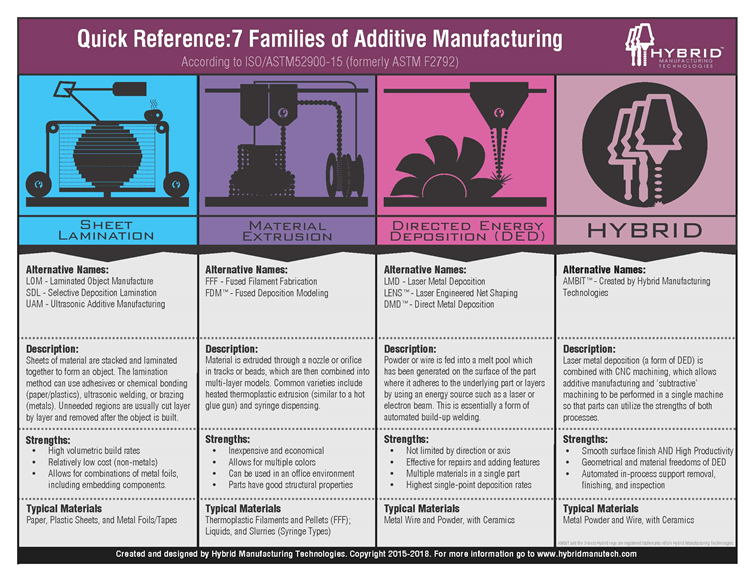 Quick Reference:7 Families of Additive Manufacturing
According to ISO/ASTM52900-15 (formerly ASTM F2792)
HYBRID™
MANUFACTURING
TECHNOLOGIES
SHEET
LAMINATION
MATERIAL
EXTRUSION
DIRECTED ENERGY
DEPOSITION (DED)
HYBRID
Alternative Names:
LOM - Laminated Object Manufacture
SDL - Selective Deposition Lamination
UAM - Ultrasonic Additive Manufacturing
Alternative Names:
FFF - Fused Filament Fabrication
FDM™ - Fused Deposition Modeling
Alternative Names:
LMD - Laser Metal Deposition
LENS™ - Laser Engineered Net Shaping
DMD™ - Direct Metal Deposition
Alternative Names:
AMBIT™ - Created by Hybrid Manufacturing
Technologies
Description:
Sheets of material are stacked and laminated
together to form an object. The lamination
method can use adhesives or chemical bonding
(paper/plastics), ultrasonic welding, or brazing
(metals). Unneeded regions are usually cut layer
by layer and removed after the object is built.
Description:
Material is extruded through a nozzle or orifice
in tracks or beads, which are then combined into
multi-layer models. Common varieties include
heated thermoplastic extrusion (similar to a hot
glue gun) and syringe dispensing.
Description:
Powder or wire is fed into a melt pool which
has been generated on the surface of the part
where it adheres to the underlying part or layers
by using an energy source such as a laser or
electron beam. This is essentially a form of
automated build-up welding.
Description:
Laser metal deposition (a form of DED) is
combined with CNC machining, which allows
additive manufacturing and 'subtractive'
machining to be performed in a single machine
so that parts can utilize the strengths of both
processes.
Strengths:
• High volumetric build rates
• Relatively low cost (non-metals)
• Allows for combinations of metal foils,
including embedding components.
Strengths:
• Inexpensive and economical
• Allows for multiple colors
• Can be used in an office environment
• Parts have good structural properties
Strengths:
• Not limited by direction or axis
• Effective for repairs and adding features
• Multiple materials in a single part
• Highest single-point deposition rates
Strengths:
• Smooth surface finish AND High Productivity
• Geometrical and material freedoms of DED
• Automated in-process support removal,
finishing, and inspection
Typical Materials
Paper, Plastic Sheets, and Metal Foils/Tapes
Typical Materials
Thermoplastic Filaments and Pellets (FFF);
Liquids, and Slurries (Syringe Types)
Typical Materials
Metal Wire and Powder, with Ceramics
Typical Materials
Metal Powder and Wire, with Ceramics
Created and designed by Hybrid Manufacturing Technologies. Copyright 2015-2018. For more information go to www.hybridmanutech.com